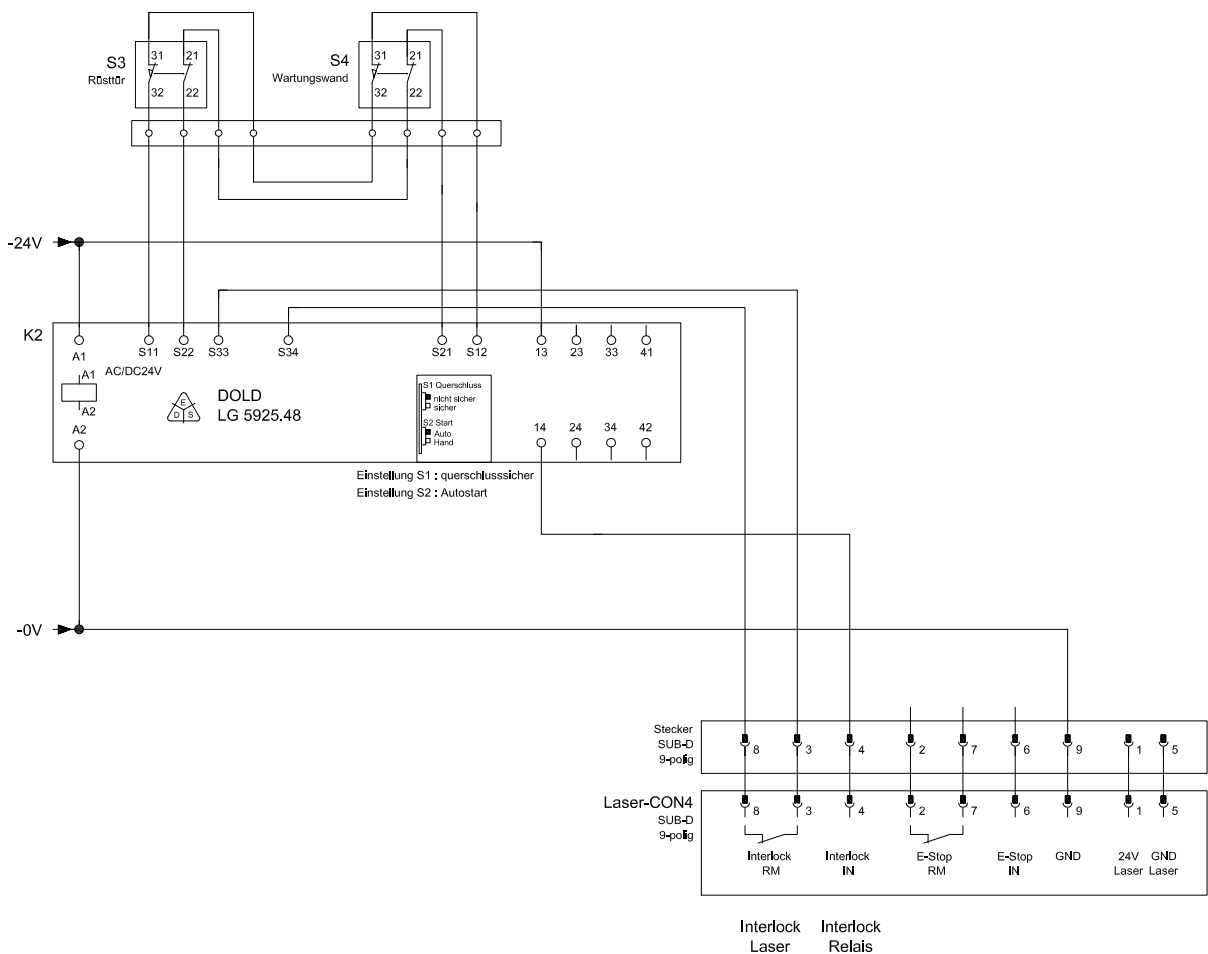 S3
Rüsttür
31 21
32 22
S4
Wartungswand
31 21
32 22
-24V
K2
A1 S11 S22 S33 S34 S21 S12 13 23 33 41
A1 AC/DC24V
A2
A2
E
D S
DOLD
LG 5925.48
S1 Querschluss
nicht sicher
sicher
S2 Start
Auto
Hand
14 24 34 42
Einstellung S1 : querschlusssicher
Einstellung S2 : Autostart
-0V
Stecker
SUB-D
9-polig
8 3 4 2 7 6 9 1 5
Laser-CON4
SUB-D
9-polig
8 3 4 2 7 6 9 1 5
Interlock
RM
Interlock
IN
E-Stop
RM
E-Stop
IN
GND
24V
Laser
GND
Laser
Interlock
Laser
Interlock
Relais